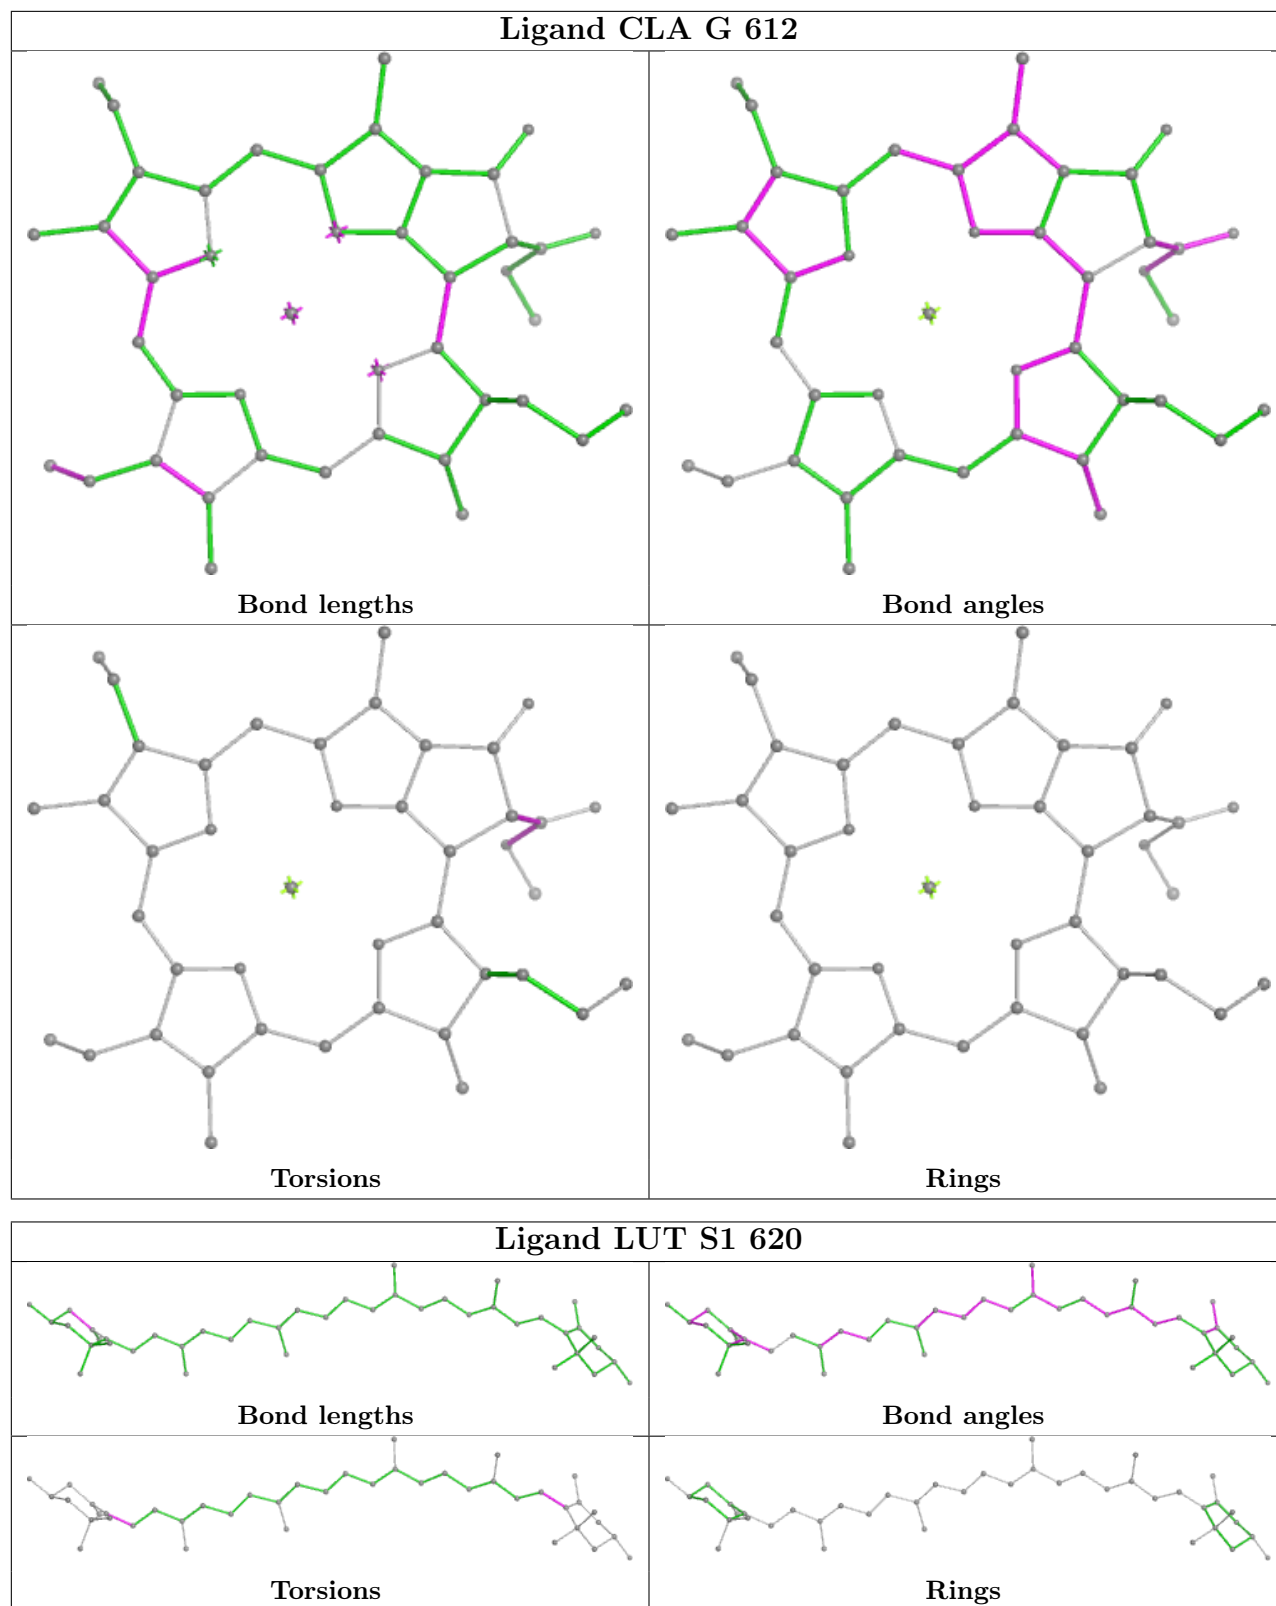 Ligand CLA G 612
Bond lengths
Bond angles
Torsions
Rings
Ligand LUT S1 620
Bond lengths
Bond angles
Torsions
Rings